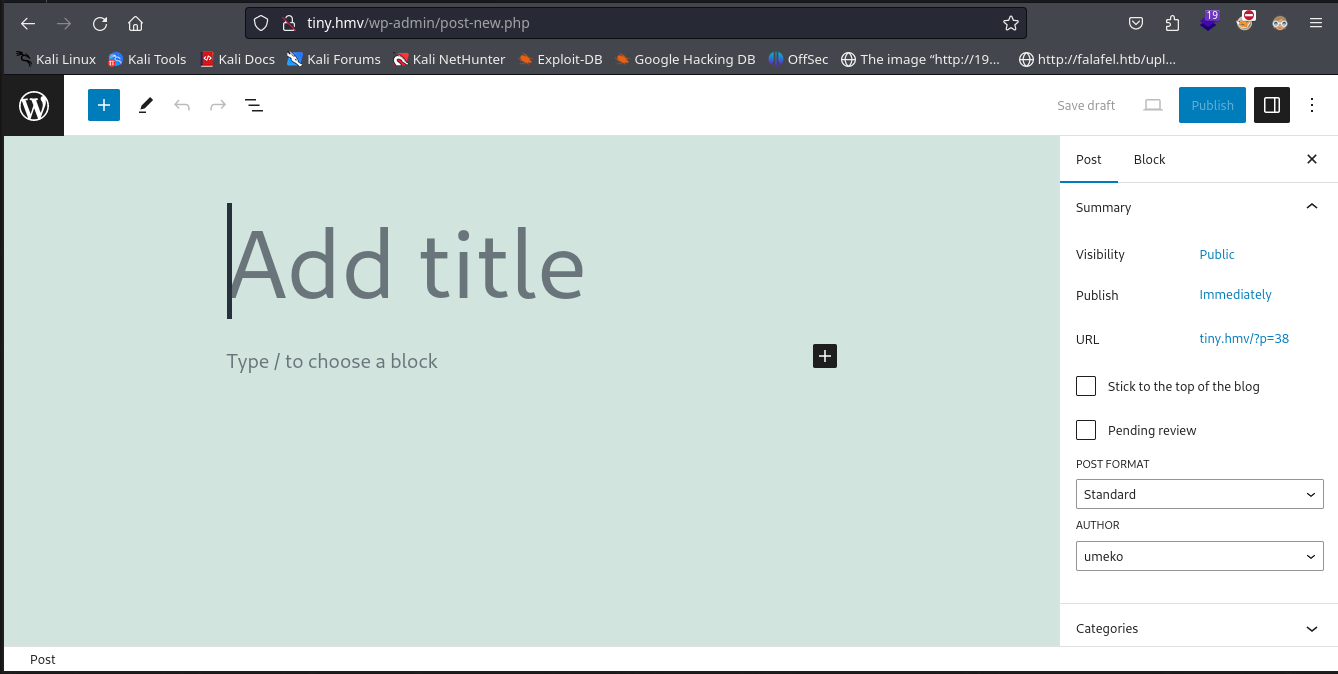 tiny.hmv/wp-admin/post-new.php
19
Kali Linux Kali Tools Kali Docs Kali Forums Kali NetHunter Exploit-DB Google Hacking DB OffSec The image “http://19... http://falafel.htb/upl...
Save draft Publish
Post Block
Summary
Add title
Visibility Public
Publish Immediately
URL tiny.hmv/?p=38
Type / to choose a block
Stick to the top of the blog
Pending review
POST FORMAT
Standard
AUTHOR
umeko
Categories
Post